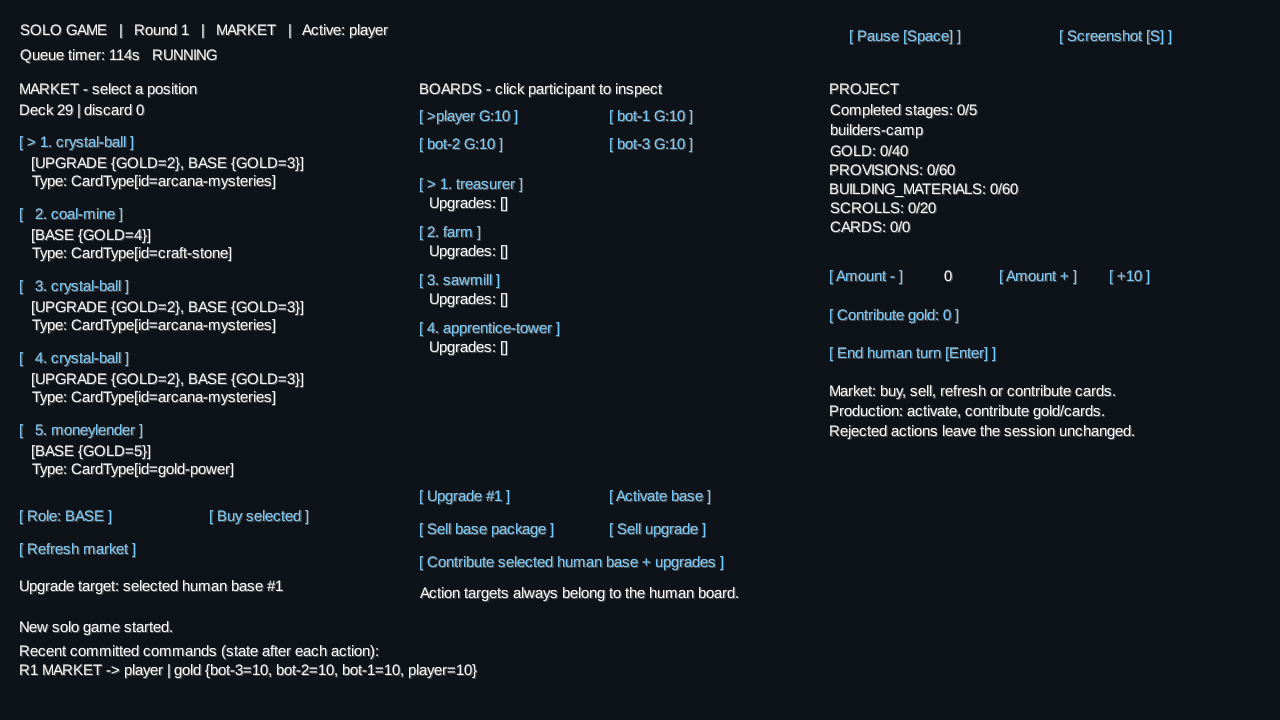 SOLO GAME | Round 1 | MARKET | Active: player
Queue timer: 114s RUNNING
[ Pause [Space] ]
[ Screenshot [S] ]
MARKET - select a position
Deck 29 | discard 0
[ > 1. crystal-ball ]
[UPGRADE {GOLD=2}, BASE {GOLD=3}]
Type: CardType[id=arcana-mysteries]
[ 2. coal-mine ]
[BASE {GOLD=4}]
Type: CardType[id=craft-stone]
[ 3. crystal-ball ]
[UPGRADE {GOLD=2}, BASE {GOLD=3}]
Type: CardType[id=arcana-mysteries]
[ 4. crystal-ball ]
[UPGRADE {GOLD=2}, BASE {GOLD=3}]
Type: CardType[id=arcana-mysteries]
[ 5. moneylender ]
[BASE {GOLD=5}]
Type: CardType[id=gold-power]
[ Role: BASE ]
[ Buy selected ]
[ Refresh market ]
Upgrade target: selected human base #1
BOARDS - click participant to inspect
[ >player G:10 ]
[ bot-1 G:10 ]
[ bot-2 G:10 ]
[ bot-3 G:10 ]
[ > 1. treasurer ]
Upgrades: []
[ 2. farm ]
Upgrades: []
[ 3. sawmill ]
Upgrades: []
[ 4. apprentice-tower ]
Upgrades: []
[ Upgrade #1 ]
[ Activate base ]
[ Sell base package ]
[ Sell upgrade ]
[ Contribute selected human base + upgrades ]
Action targets always belong to the human board.
PROJECT
Completed stages: 0/5
builders-camp
GOLD: 0/40
PROVISIONS: 0/60
BUILDING_MATERIALS: 0/60
SCROLLS: 0/20
CARDS: 0/0
[ Amount - ]
0
[ Amount + ]
[ +10 ]
[ Contribute gold: 0 ]
[ End human turn [Enter] ]
Market: buy, sell, refresh or contribute cards.
Production: activate, contribute gold/cards.
Rejected actions leave the session unchanged.
New solo game started.
Recent committed commands (state after each action):
R1 MARKET -> player | gold {bot-3=10, bot-2=10, bot-1=10, player=10}